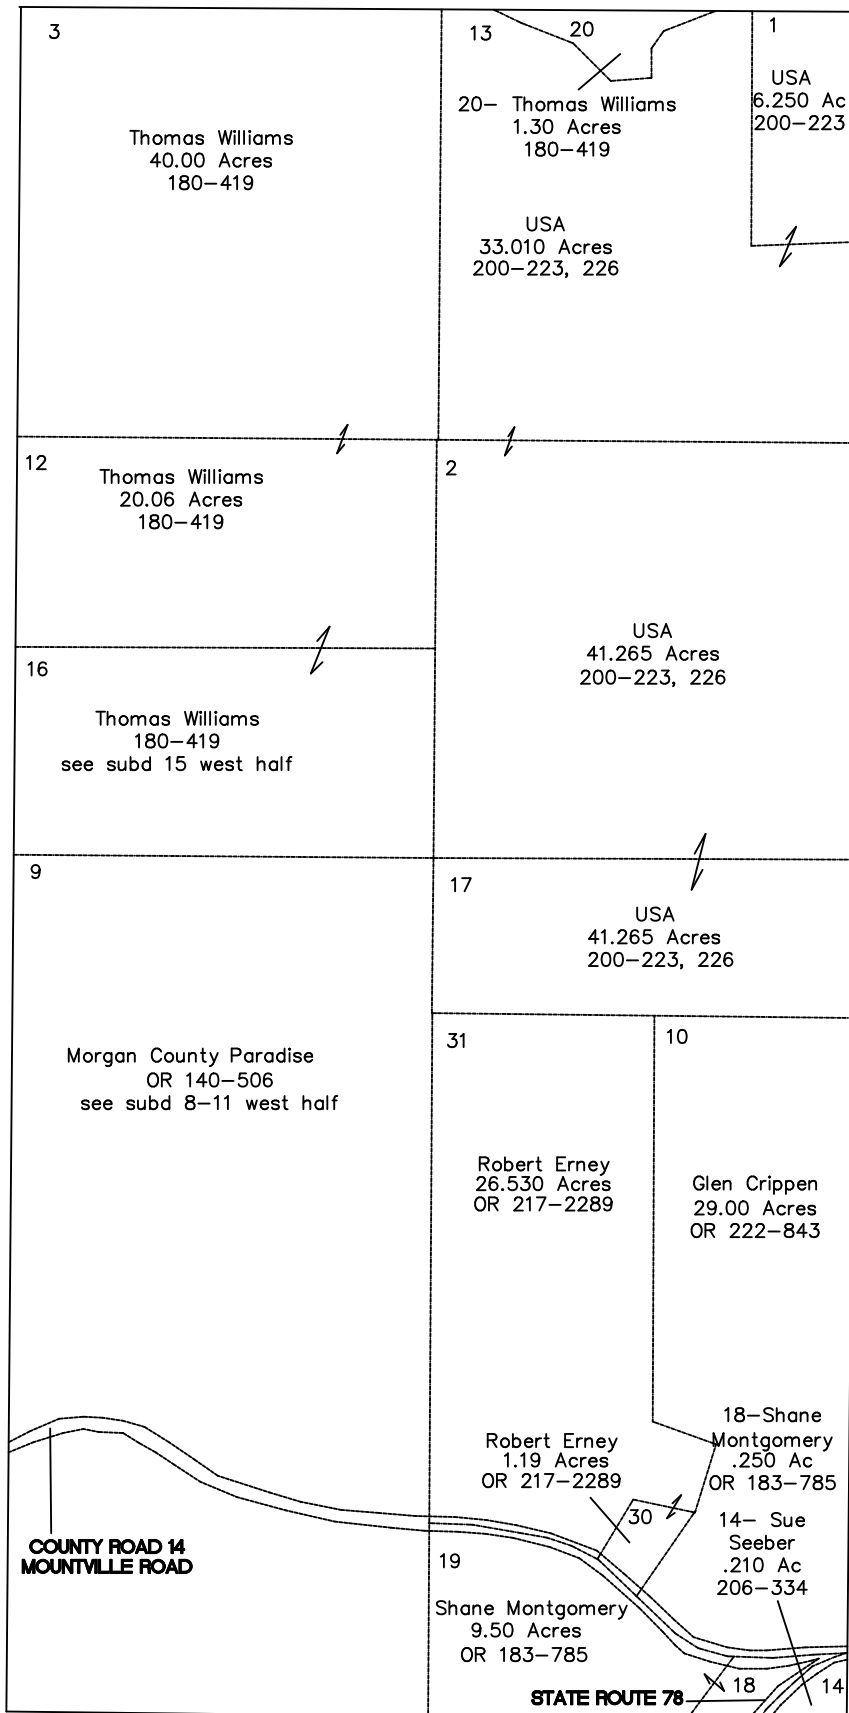 3
Thomas Williams
40.00 Acres
180-419
13
20
20- Thomas Williams
1.30 Acres
180-419
USA
33.010 Acres
200-223, 226
1
USA
6.250 Ac
200-223
12
Thomas Williams
20.06 Acres
180-419
2
USA
41.265 Acres
200-223, 226
16
Thomas Williams
180-419
see subd 15 west half
9
Morgan County Paradise
OR 140-506
see subd 8-11 west half
17
USA
41.265 Acres
200-223, 226
31
Robert Erney
26.530 Acres
OR 217-2289
10
Glen Crippen
29.00 Acres
OR 222-843
Robert Erney
1.19 Acres
OR 217-2289
30
18-Shane
Montgomery
.250 Ac
OR 183-785
14- Sue
Seeber
.210 Ac
206-334
COUNTY ROAD 14
MOUNTVILLE ROAD
19
Shane Montgomery
9.50 Acres
OR 183-785
18
14
STATE ROUTE 78